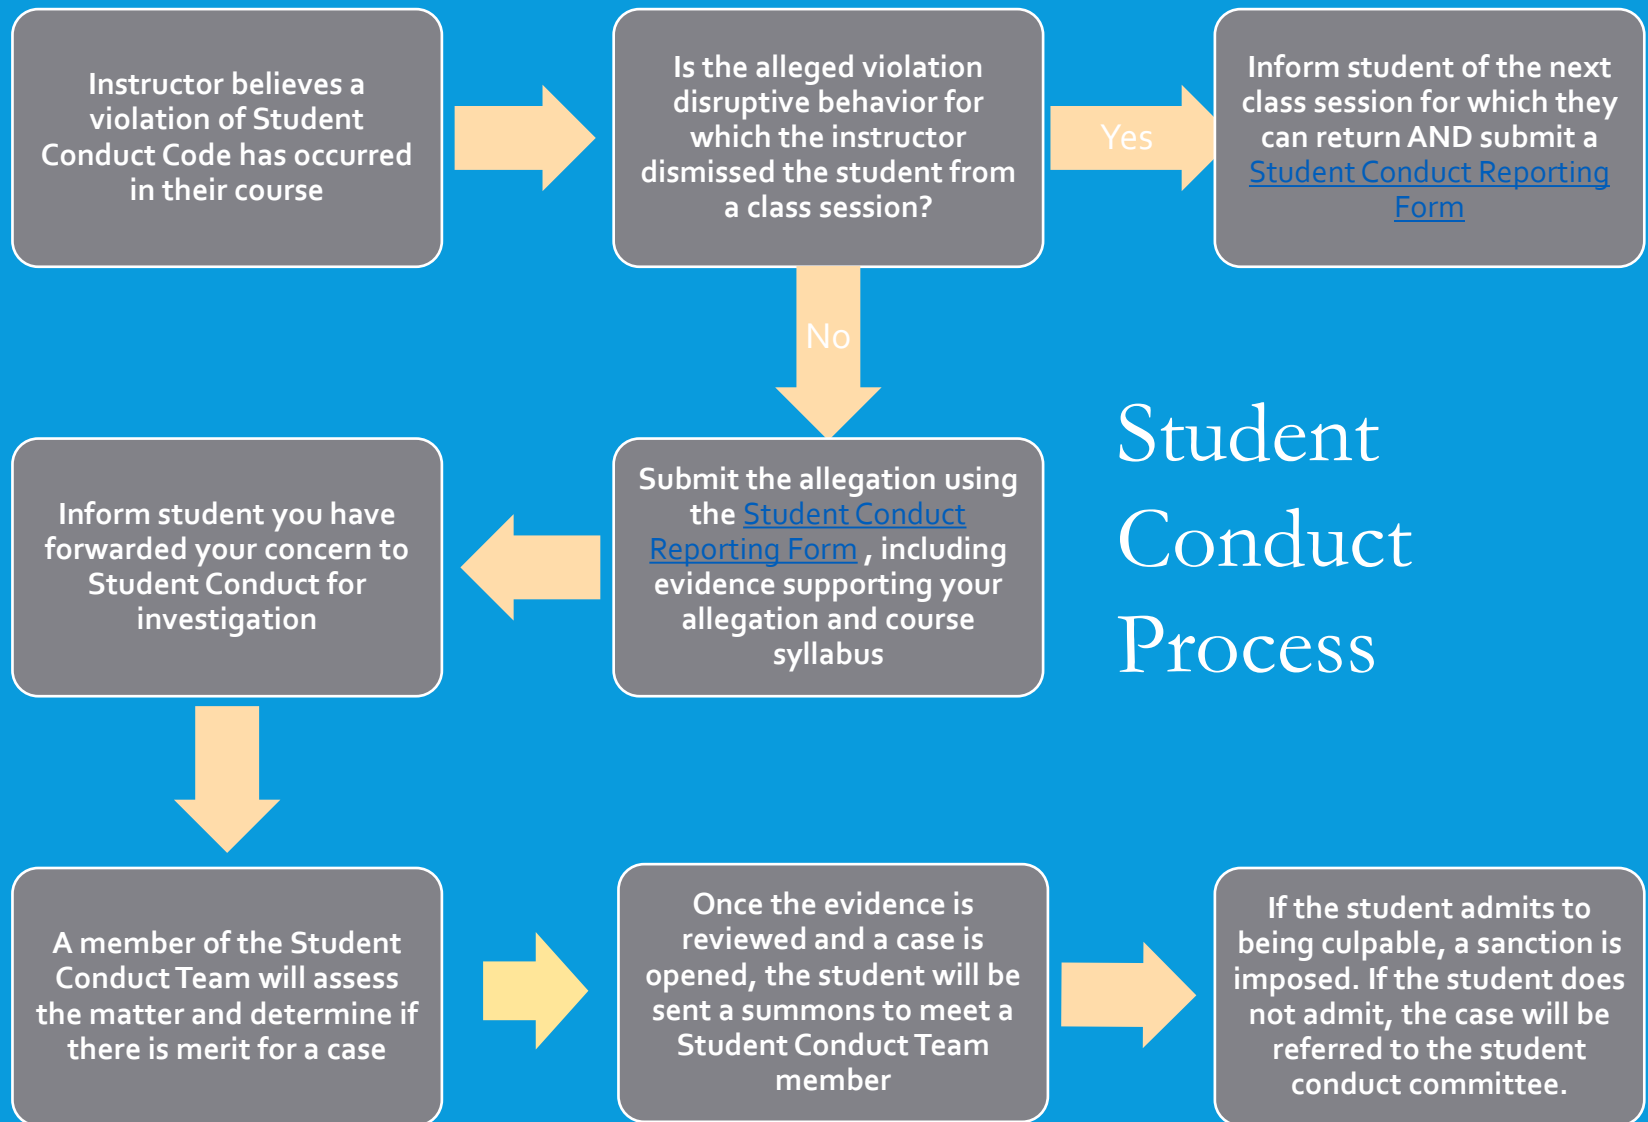 Instructor believes a
violation of Student
Conduct Code has occurred
in their course
Is the alleged violation
disruptive behavior for
which the instructor
dismissed the student from
a class session?
Yes
Inform student of the next
class session for which they
can return AND submit a
Student Conduct Reporting
Form
No
Submit the allegation using
the Student Conduct
Reporting Form , including
evidence supporting your
allegation and course
syllabus
Inform student you have
forwarded your concern to
Student Conduct for
investigation
Student
Conduct
Process
A member of the Student
Conduct Team will assess
the matter and determine if
there is merit for a case
Once the evidence is
reviewed and a case is
opened, the student will be
sent a summons to meet a
Student Conduct Team
member
If the student admits to
being culpable, a sanction is
imposed. If the student does
not admit, the case will be
referred to the student
conduct committee.